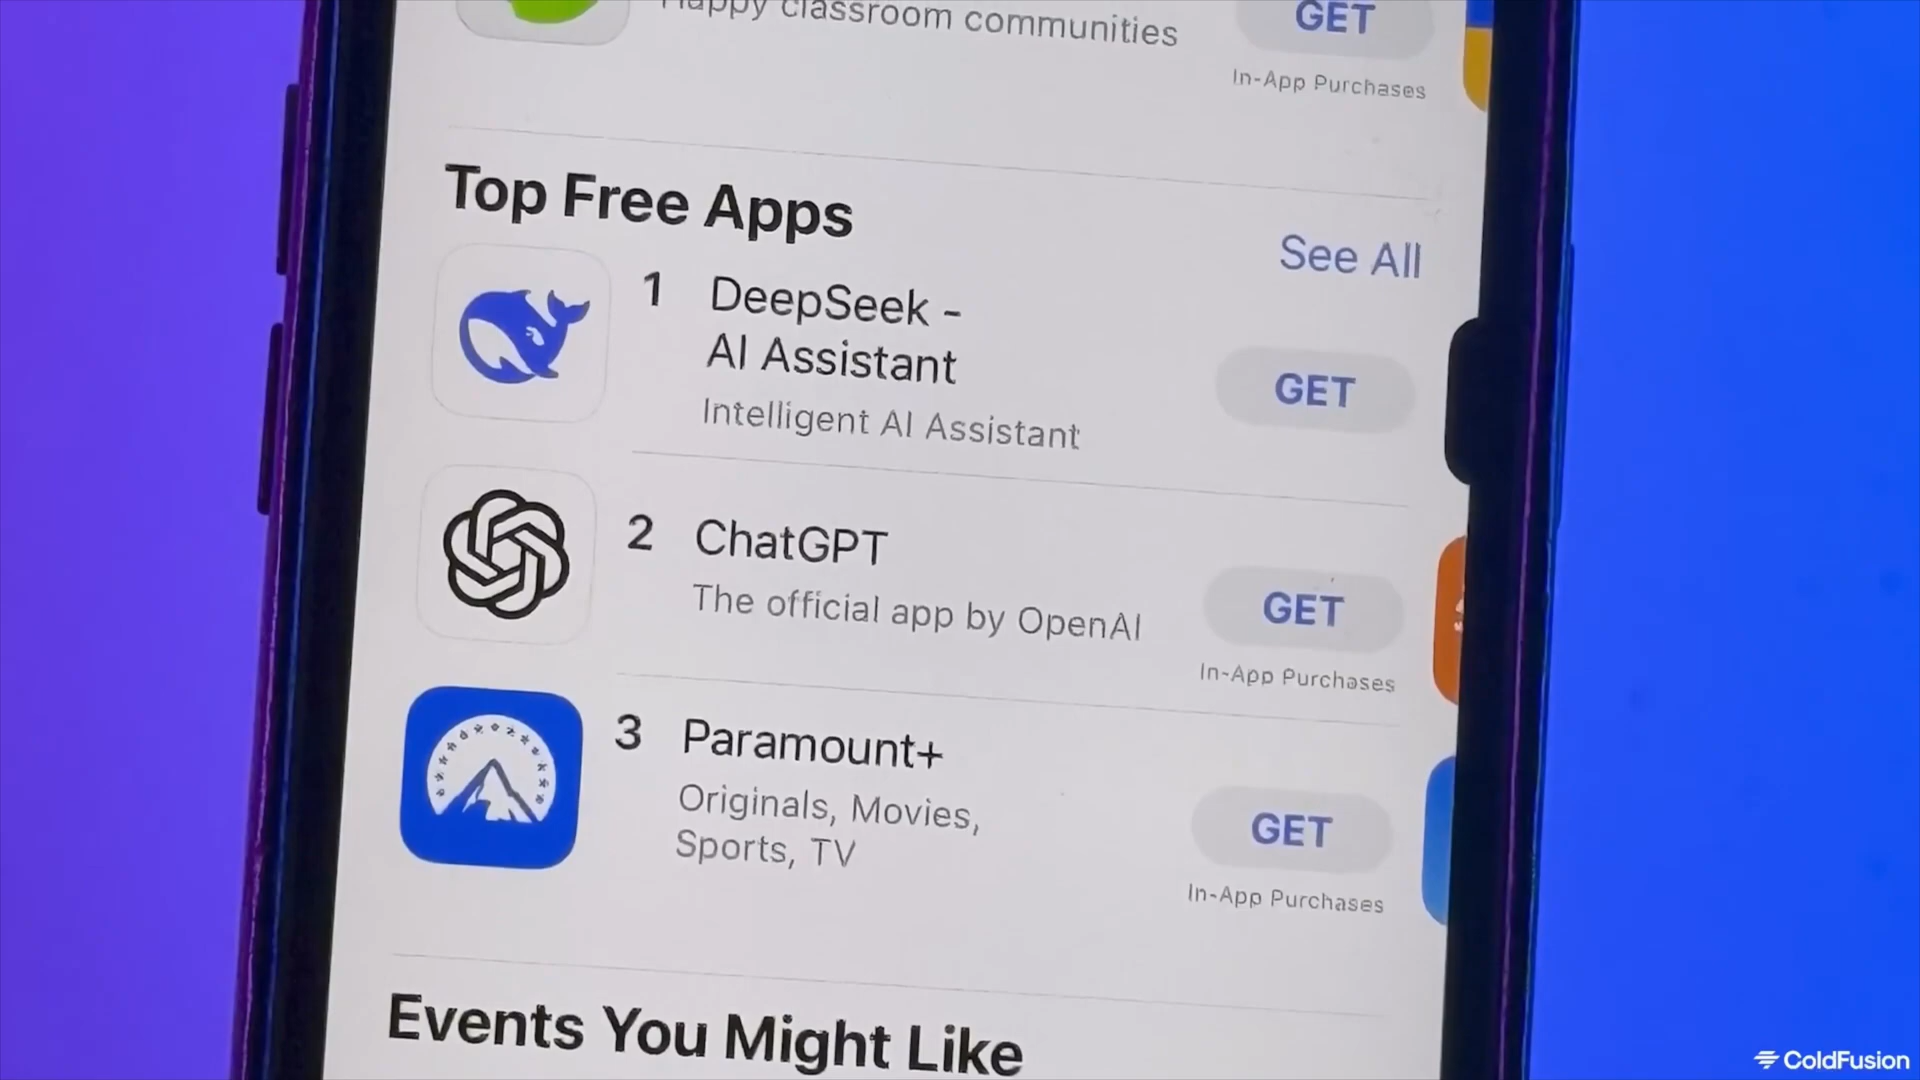 Happy classroom communities
GET
In-App Purchases
Top Free Apps
See All
1 DeepSeek -
AI Assistant
Intelligent AI Assistant
GET
2 ChatGPT
The official app by OpenAI
GET
In-App Purchases
3 Paramount+
Originals, Movies,
Sports, TV
GET
In-App Purchases
Events You Might Like
ColdFusion